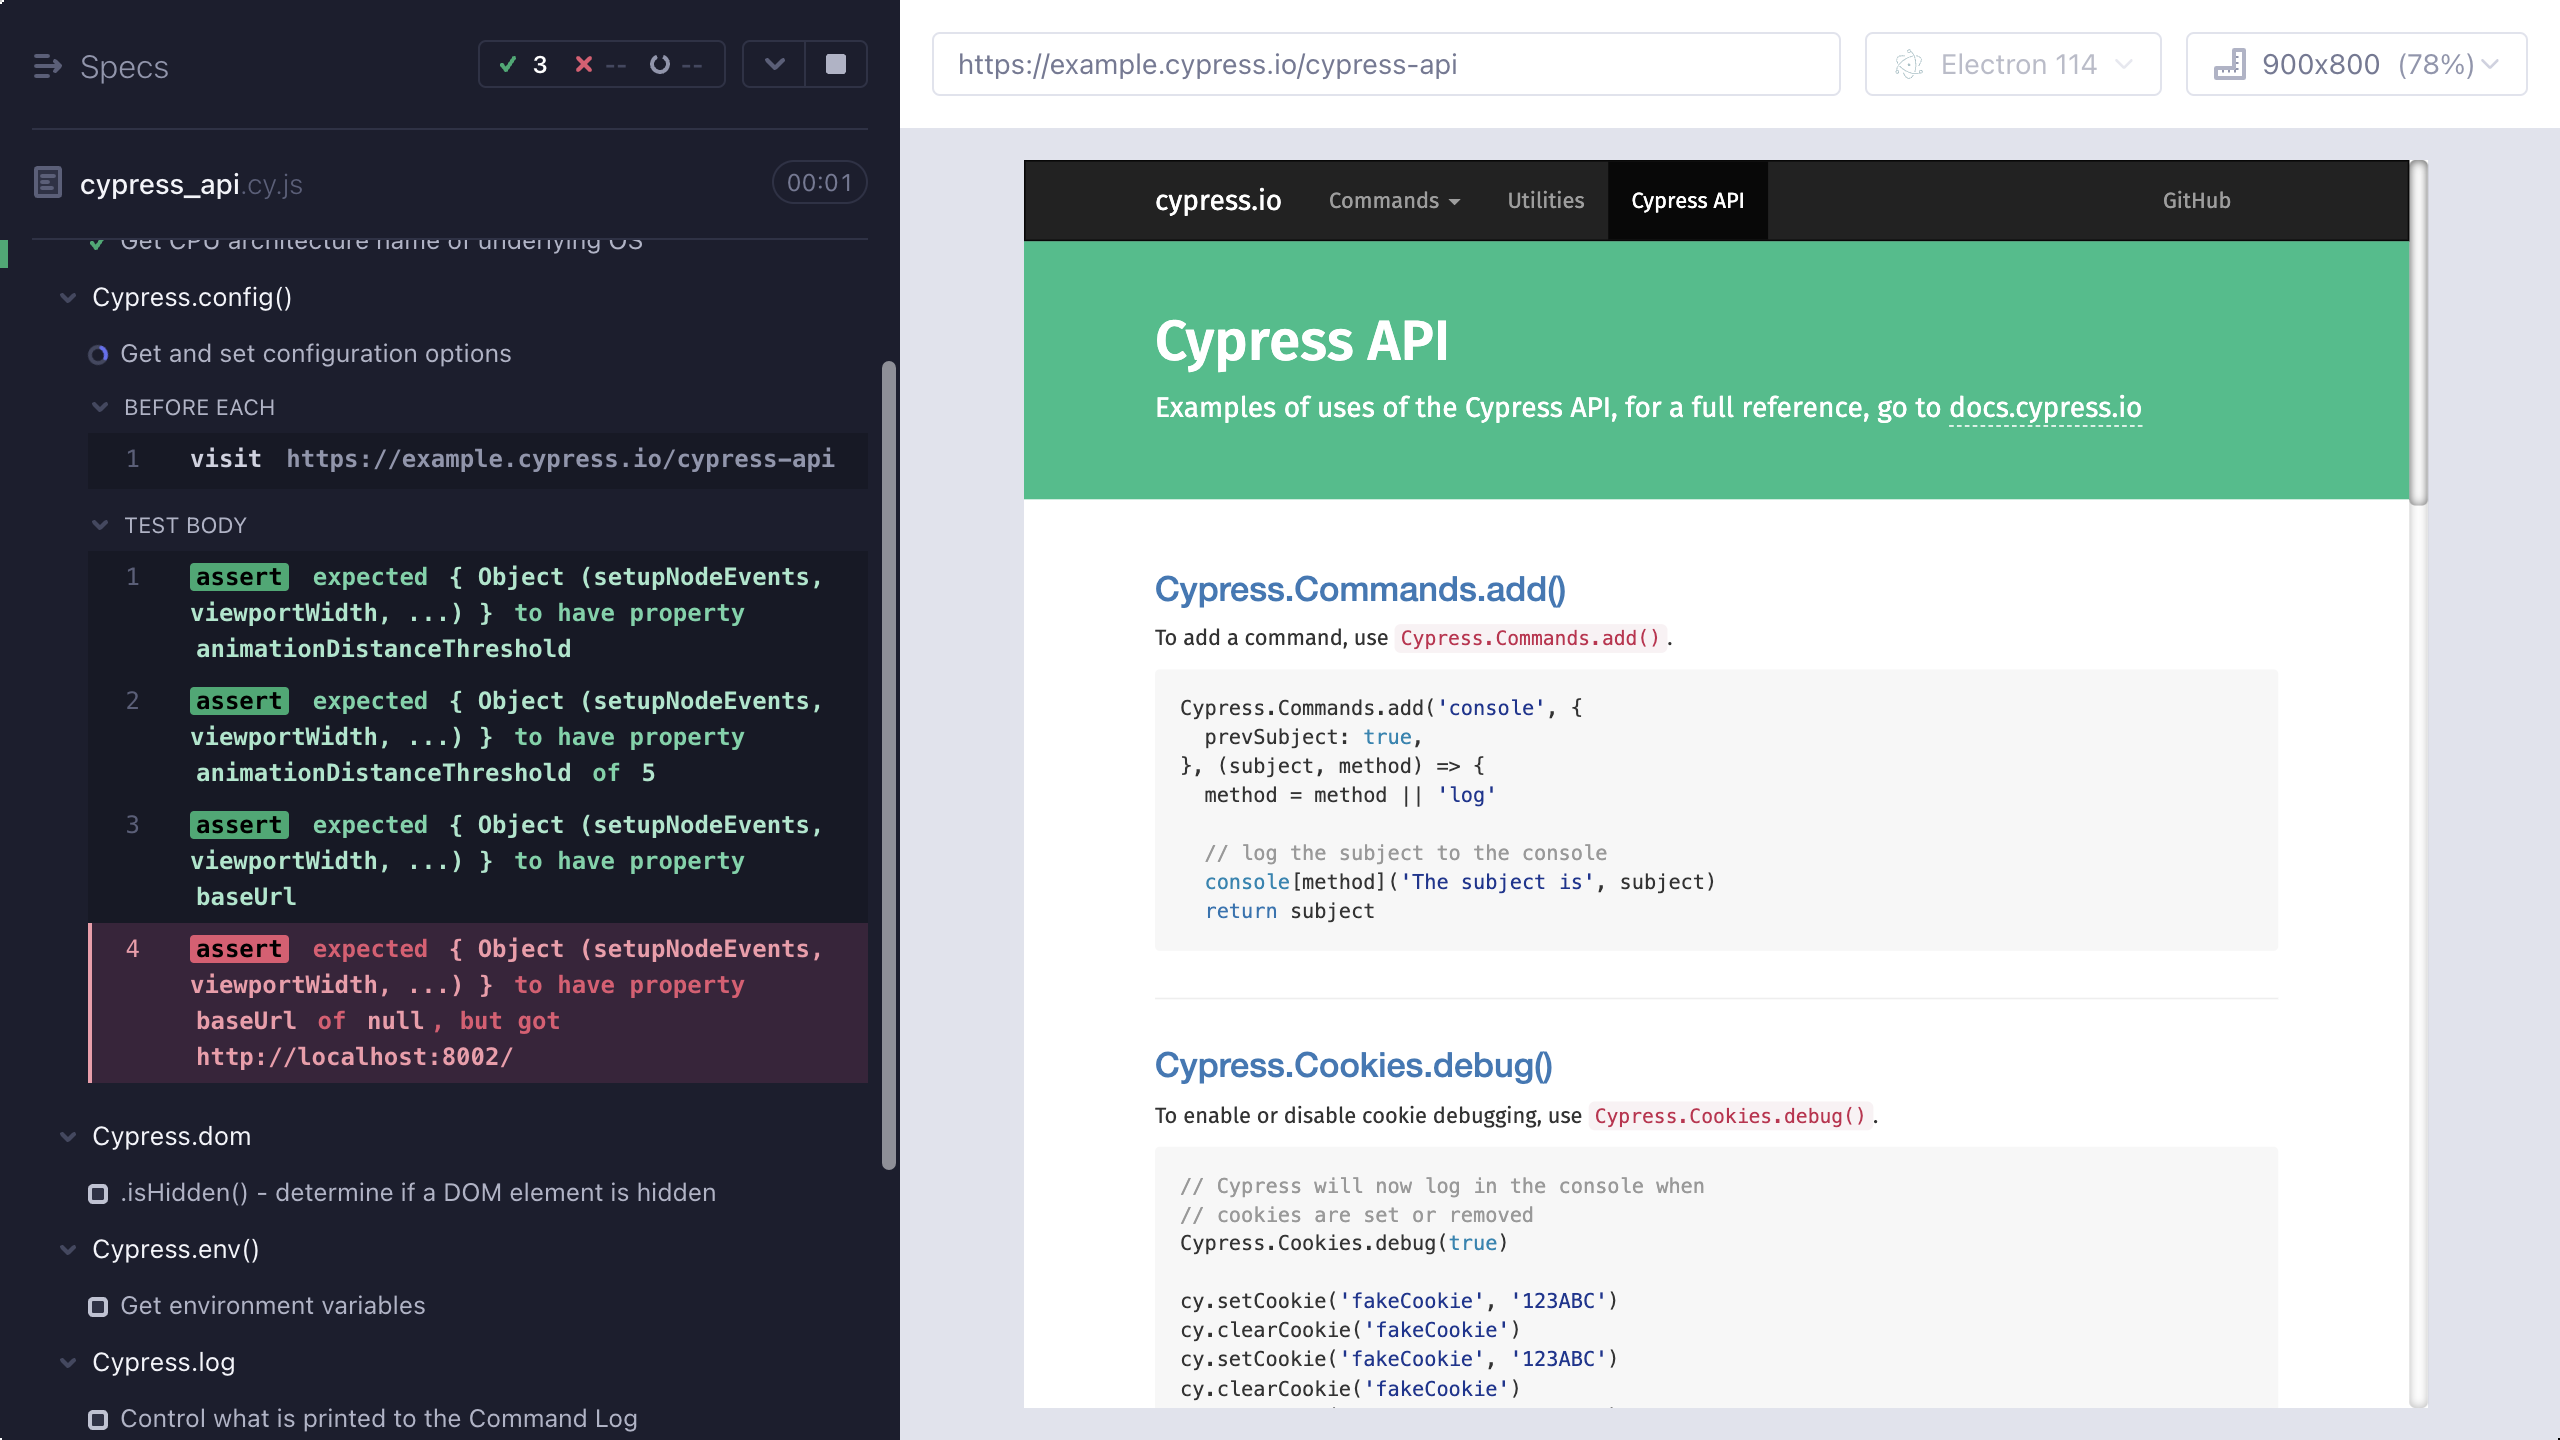 Specs
3 -- --
cypress_api.cy.js
00:01
Get CPU architecture name of underlying OS
Cypress.config()
Get and set configuration options
BEFORE EACH
1 visit https://example.cypress.io/cypress-api
TEST BODY
1 assert expected { Object (setupNodeEvents,
viewportWidth, ...) } to have property
animationDistanceThreshold
2 assert expected { Object (setupNodeEvents,
viewportWidth, ...) } to have property
animationDistanceThreshold of 5
3 assert expected { Object (setupNodeEvents,
viewportWidth, ...) } to have property
baseUrl
4 assert expected { Object (setupNodeEvents,
viewportWidth, ...) } to have property
baseUrl of null, but got
http://localhost:8002/
Cypress.dom
.isHidden() - determine if a DOM element is hidden
Cypress.env()
Get environment variables
Cypress.log
Control what is printed to the Command Log
https://example.cypress.io/cypress-api
Electron 114
900x800 (78%)
cypress.io Commands Utilities Cypress API GitHub
Cypress API
Examples of uses of the Cypress API, for a full reference, go to docs.cypress.io
Cypress.Commands.add()
To add a command, use Cypress.Commands.add().
Cypress.Commands.add('console', {
prevSubject: true,
}, (subject, method) => {
method = method || 'log'
// log the subject to the console
console[method]('The subject is', subject)
return subject
Cypress.Cookies.debug()
To enable or disable cookie debugging, use Cypress.Cookies.debug().
// Cypress will now log in the console when
// cookies are set or removed
Cypress.Cookies.debug(true)
cy.setCookie('fakeCookie', '123ABC')
cy.clearCookie('fakeCookie')
cy.setCookie('fakeCookie', '123ABC')
cy.clearCookie('fakeCookie')